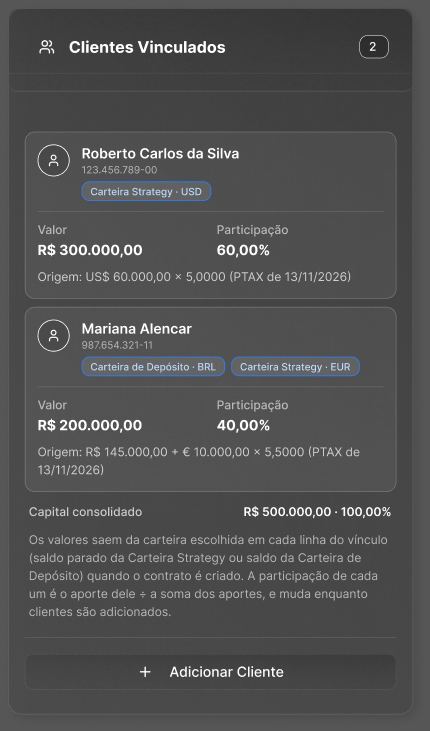 Clientes Vinculados
2
Roberto Carlos da Silva
123.456.789-00
Carteira Strategy · USD
Valor
Participação
R$ 300.000,00
60,00%
Origem: US$ 60.000,00 × 5,0000 (PTAX de 13/11/2026)
Mariana Alencar
987.654.321-11
Carteira de Depósito · BRL
Carteira Strategy · EUR
Valor
Participação
R$ 200.000,00
40,00%
Origem: R$ 145.000,00 + € 10.000,00 × 5,5000 (PTAX de
13/11/2026)
Capital consolidado
R$ 500.000,00 · 100,00%
Os valores saem da carteira escolhida em cada linha do vínculo
(saldo parado da Carteira Strategy ou saldo da Carteira de
Depósito) quando o contrato é criado. A participação de cada
um é o aporte dele ÷ a soma dos aportes, e muda enquanto
clientes são adicionados.
+ Adicionar Cliente